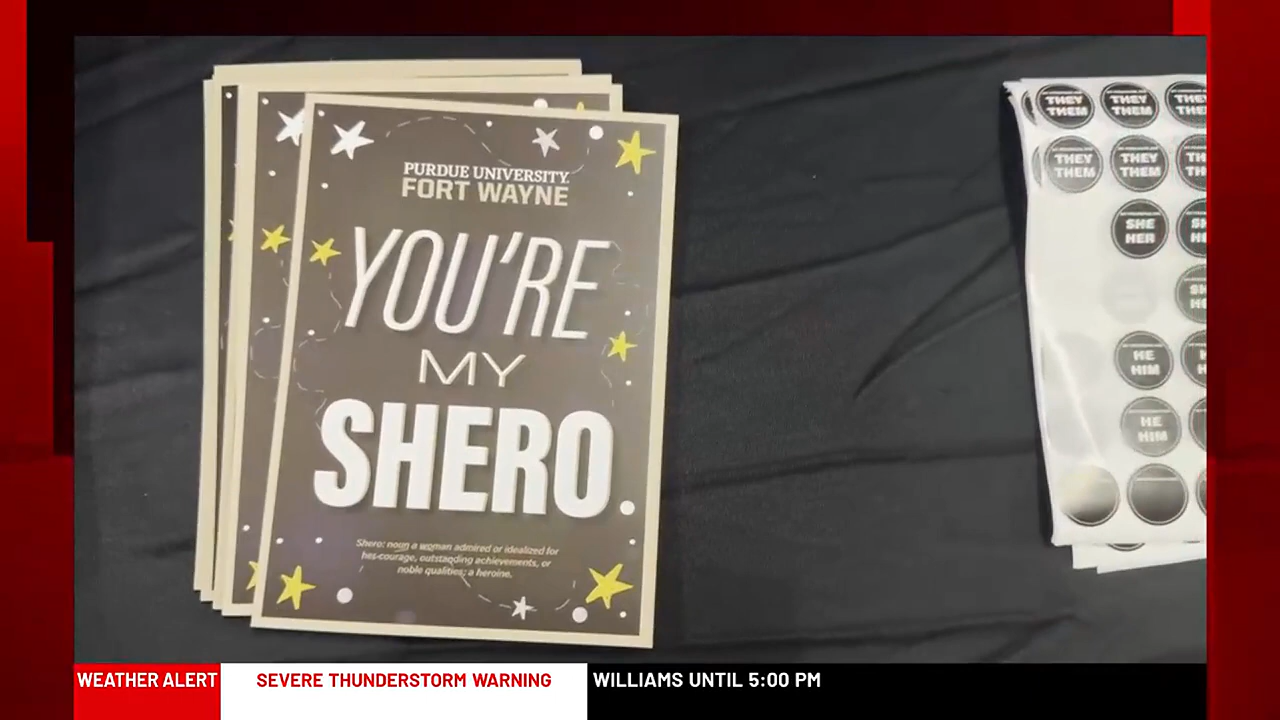 PURDUE UNIVERSITY
FORT WAYNE
YOU'RE
MY
SHERO
Shero: noun a woman admired or idealized for
her courage, outstanding achievements, or
noble qualities; a heroine.
THEY
THEM
THEY
THEM
THEY
THEM
THEY
THEM
SHE
HER
HE
HIM
HE
HIM
WEATHER ALERT
SEVERE THUNDERSTORM WARNING
WILLIAMS UNTIL 5:00 PM